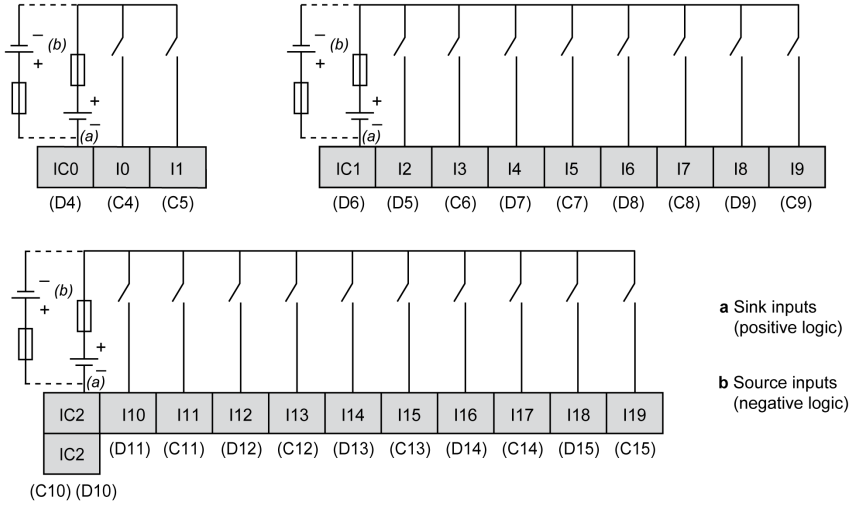 − (b) −
+ +
+ +
− −
(a) (a)
IC0 I0 I1 IC1 I2 I3 I4 I5 I6 I7 I8 I9
(D4) (C4) (C5) (D6) (D5) (C6) (D7) (C7) (D8) (C8) (D9) (C9)
− (b)
+
+
−
(a)
a Sink inputs
(positive logic)
b Source inputs
(negative logic)
IC2 I10 I11 I12 I13 I14 I15 I16 I17 I18 I19
IC2 (D11) (C11) (D12) (C12) (D13) (C13) (D14) (C14) (D15) (C15)
(C10) (D10)